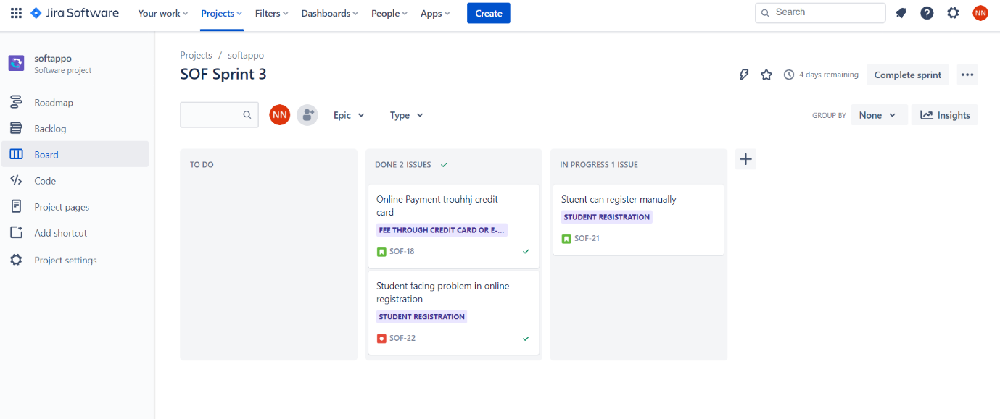 Jira Software Your work Projects Filters Dashboards People Apps Create Search NN
softappo
Software project
Roadmap
Backlog
Board
Code
Project pages
Add shortcut
Project settings
Projects / softappo
SOF Sprint 3
4 days remaining Complete sprint
NN Epic Type GROUP BY None Insights
TO DO
DONE 2 ISSUES
Online Payment trouhhj credit
card
FEE THROUGH CREDIT CARD OR E-...
SOF-18
Student facing problem in online
registration
STUDENT REGISTRATION
SOF-22
IN PROGRESS 1 ISSUE
Stuent can register manually
STUDENT REGISTRATION
SOF-21